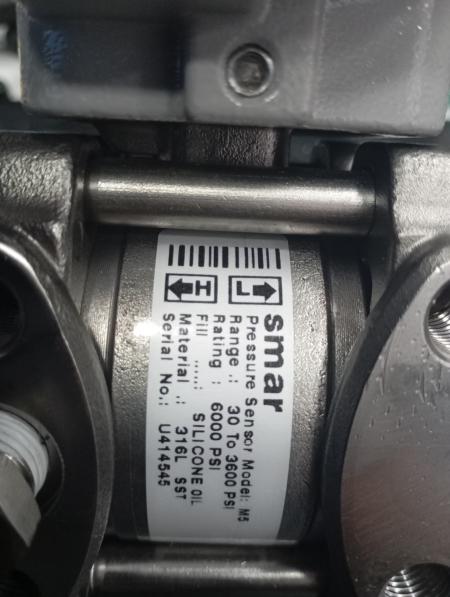 smar
L H
Pressure Sensor Model: M5
Range .: 30 To 3600 PSI
Rating : 6000 PSI
Fill .....: SILICONE OIL
Material .: 316L SST
Serial No.: U414545